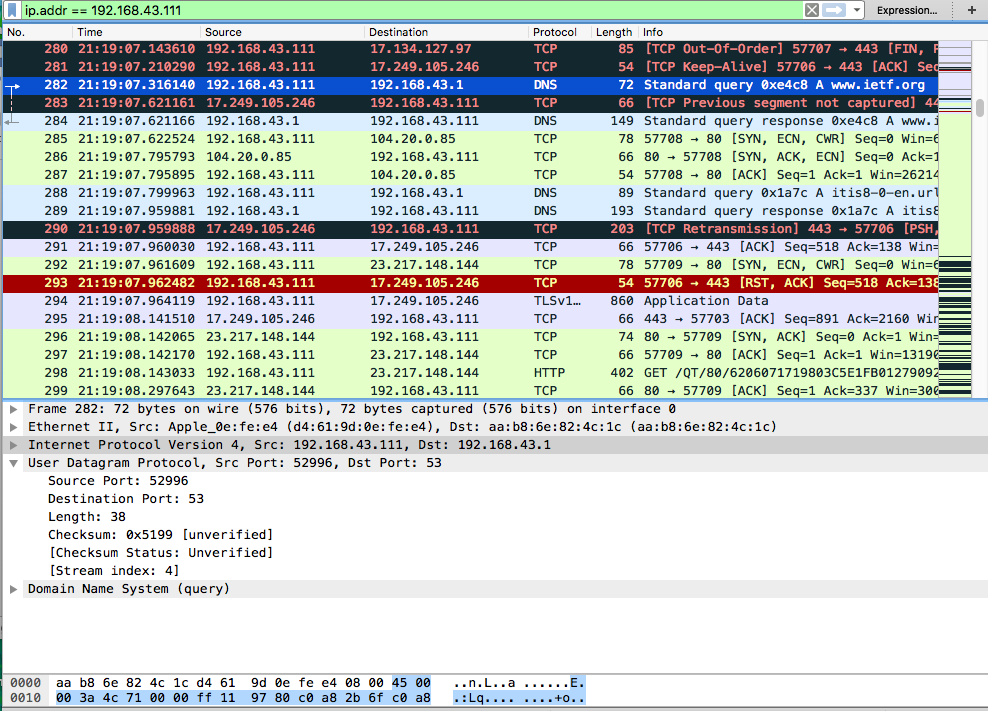 ip.addr == 192.168.43.111 Expression... +
No. Time Source Destination Protocol Length Info
280 21:19:07.143610 192.168.43.111 17.134.127.97 TCP 85 [TCP Out-Of-Order] 57707 → 443 [FIN, P
281 21:19:07.210290 192.168.43.111 17.249.105.246 TCP 54 [TCP Keep-Alive] 57706 → 443 [ACK] Sec
282 21:19:07.316140 192.168.43.111 192.168.43.1 DNS 72 Standard query 0xe4c8 A www.ietf.org
283 21:19:07.621161 17.249.105.246 192.168.43.111 TCP 66 [TCP Previous segment not captured] 44
284 21:19:07.621166 192.168.43.1 192.168.43.111 DNS 149 Standard query response 0xe4c8 A www.i
285 21:19:07.622524 192.168.43.111 104.20.0.85 TCP 78 57708 → 80 [SYN, ECN, CWR] Seq=0 Win=6
286 21:19:07.795793 104.20.0.85 192.168.43.111 TCP 66 80 → 57708 [SYN, ACK, ECN] Seq=0 Ack=1
287 21:19:07.795895 192.168.43.111 104.20.0.85 TCP 54 57708 → 80 [ACK] Seq=1 Ack=1 Win=26214
288 21:19:07.799963 192.168.43.111 192.168.43.1 DNS 89 Standard query 0x1a7c A itis8-0-en.url
289 21:19:07.959881 192.168.43.1 192.168.43.111 DNS 193 Standard query response 0x1a7c A itis8
290 21:19:07.959888 17.249.105.246 192.168.43.111 TCP 203 [TCP Retransmission] 443 → 57706 [PSH,
291 21:19:07.960030 192.168.43.111 17.249.105.246 TCP 66 57706 → 443 [ACK] Seq=518 Ack=138 Win=
292 21:19:07.961609 192.168.43.111 23.217.148.144 TCP 78 57709 → 80 [SYN, ECN, CWR] Seq=0 Win=6
293 21:19:07.962482 192.168.43.111 17.249.105.246 TCP 54 57706 → 443 [RST, ACK] Seq=518 Ack=138
294 21:19:07.964119 192.168.43.111 17.249.105.246 TLSv1… 860 Application Data
295 21:19:08.141510 17.249.105.246 192.168.43.111 TCP 66 443 → 57703 [ACK] Seq=891 Ack=2160 Win
296 21:19:08.142065 23.217.148.144 192.168.43.111 TCP 74 80 → 57709 [SYN, ACK] Seq=0 Ack=1 Win=
297 21:19:08.142170 192.168.43.111 23.217.148.144 TCP 66 57709 → 80 [ACK] Seq=1 Ack=1 Win=13190
298 21:19:08.143033 192.168.43.111 23.217.148.144 HTTP 402 GET /QT/80/6206071719803C5E1FB01279092
299 21:19:08.297643 23.217.148.144 192.168.43.111 TCP 66 80 → 57709 [ACK] Seq=1 Ack=337 Win=300
Frame 282: 72 bytes on wire (576 bits), 72 bytes captured (576 bits) on interface 0
Ethernet II, Src: Apple_0e:fe:e4 (d4:61:9d:0e:fe:e4), Dst: aa:b8:6e:82:4c:1c (aa:b8:6e:82:4c:1c)
Internet Protocol Version 4, Src: 192.168.43.111, Dst: 192.168.43.1
User Datagram Protocol, Src Port: 52996, Dst Port: 53
Source Port: 52996
Destination Port: 53
Length: 38
Checksum: 0x5199 [unverified]
[Checksum Status: Unverified]
[Stream index: 4]
Domain Name System (query)
0000 aa b8 6e 82 4c 1c d4 61 9d 0e fe e4 08 00 45 00 ..n.L..a ......E.
0010 00 3a 4c 71 00 00 ff 11 97 80 c0 a8 2b 6f c0 a8 .:Lq.... ....+o..